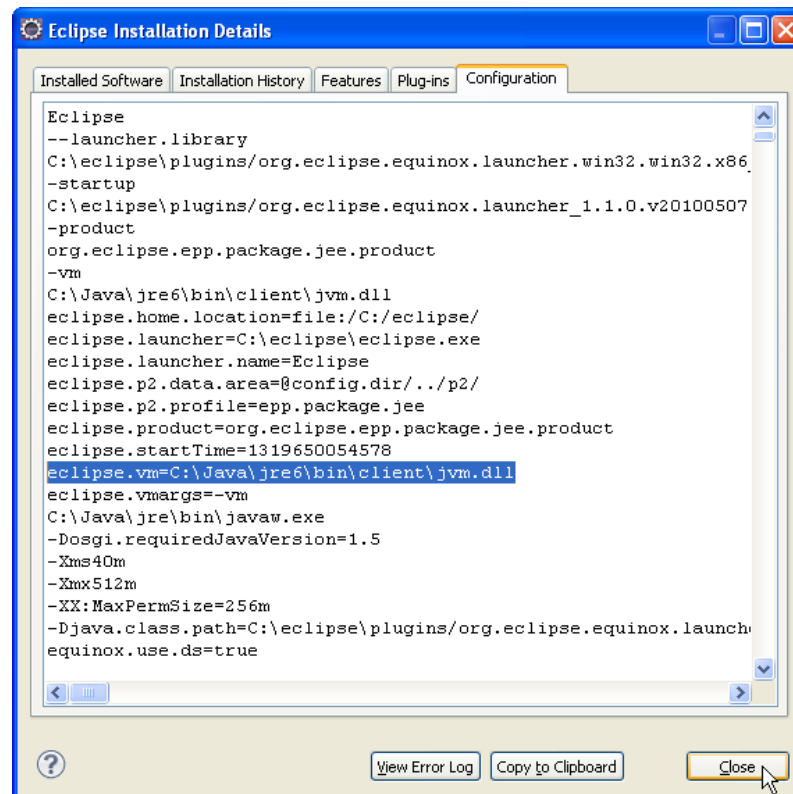 Eclipse Installation Details
Installed Software Installation History Features Plug-ins Configuration
Eclipse
--launcher.library
C:\eclipse\plugins/org.eclipse.equinox.launcher.win32.win32.x86_
-startup
C:\eclipse\plugins/org.eclipse.equinox.launcher_1.1.0.v20100507
-product
org.eclipse.epp.package.jee.product
-vm
C:\Java\jre6\bin\client\jvm.dll
eclipse.home.location=file:/C:/eclipse/
eclipse.launcher=C:\eclipse\eclipse.exe
eclipse.launcher.name=Eclipse
eclipse.p2.data.area=@config.dir/../p2/
eclipse.p2.profile=epp.package.jee
eclipse.product=org.eclipse.epp.package.jee.product
eclipse.startTime=1319650054578
eclipse.vm=C:\Java\jre6\bin\client\jvm.dll
eclipse.vmargs=-vm
C:\Java\jre\bin\javaw.exe
-Dosgi.requiredJavaVersion=1.5
-Xms40m
-Xmx512m
-XX:MaxPermSize=256m
-Djava.class.path=C:\eclipse\plugins/org.eclipse.equinox.launch
equinox.use.ds=true
? View Error Log Copy to Clipboard Close